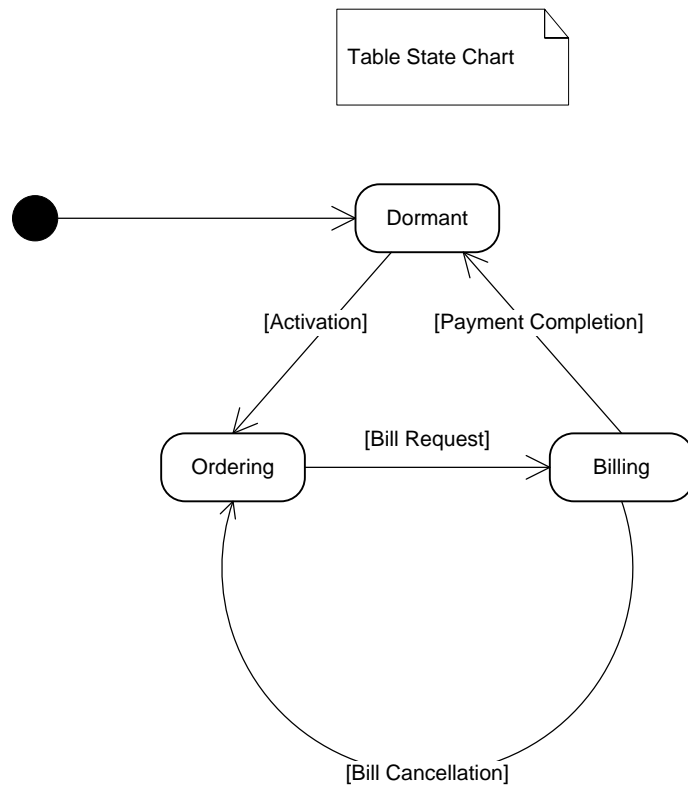 Table State Chart
Dormant
[Activation]
[Payment Completion]
Ordering
[Bill Request]
Billing
[Bill Cancellation]